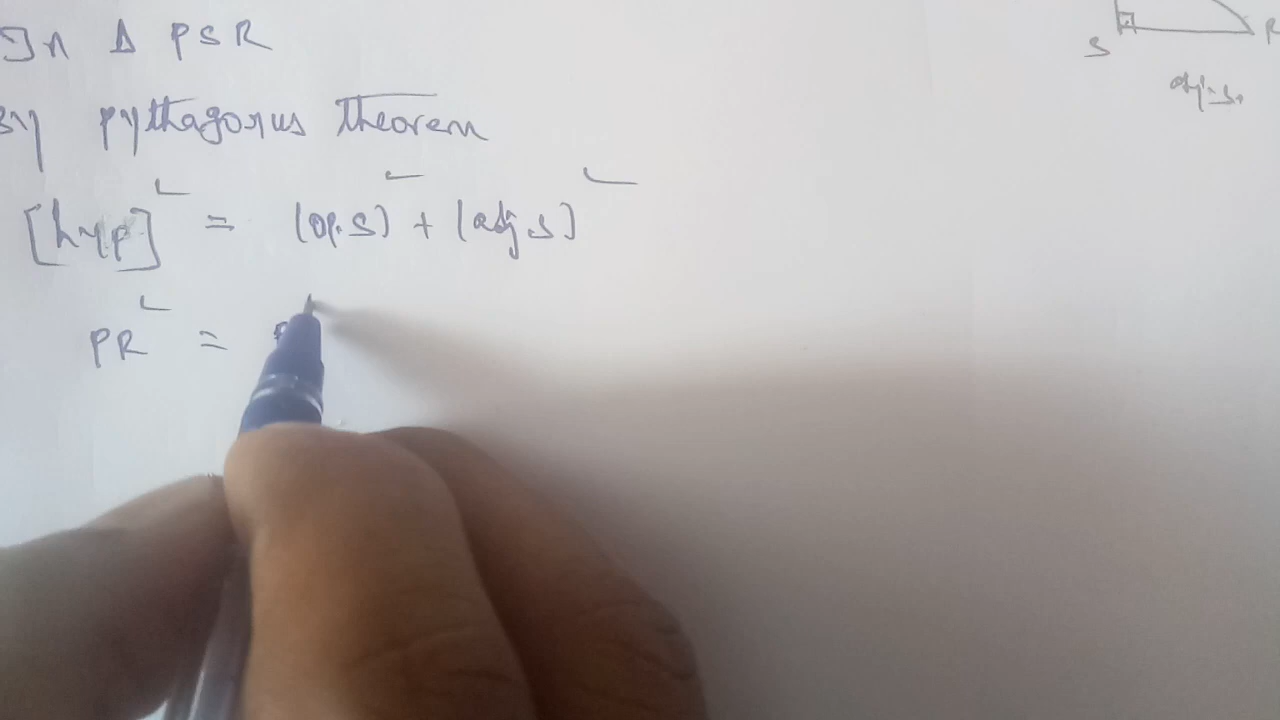 In Δ PSR
By pythagorus theorem
[hyp]² = (op.s)² + (adj.s)²
PR² =
S R
adj.s.